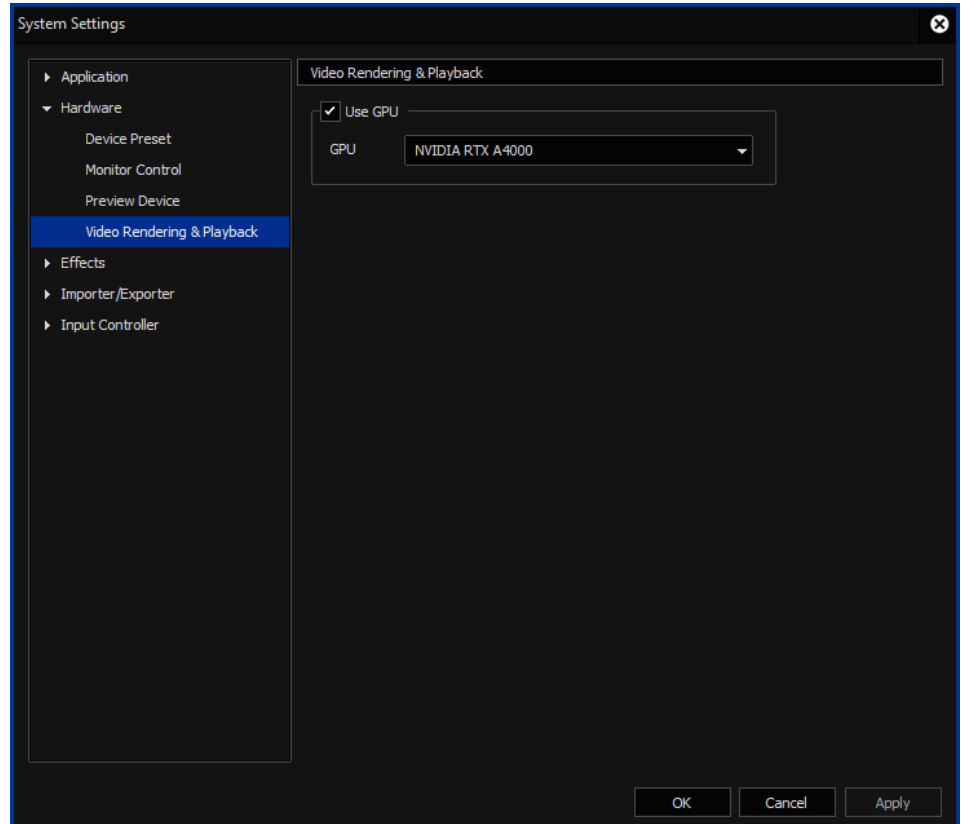 System Settings
Application
Hardware
Device Preset
Monitor Control
Preview Device
Video Rendering & Playback
Effects
Importer/Exporter
Input Controller
Video Rendering & Playback
Use GPU
GPU
NVIDIA RTX A4000
OK
Cancel
Apply